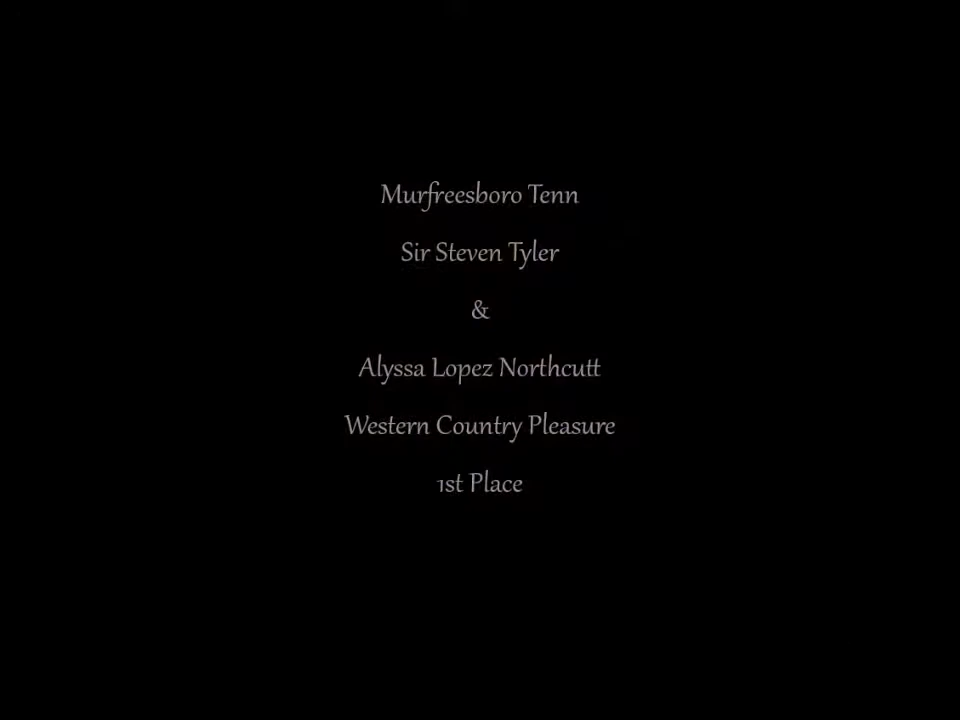 Murfreesboro Tenn
Sir Steven Tyler
&
Alyssa Lopez Northcutt
Western Country Pleasure
1st Place